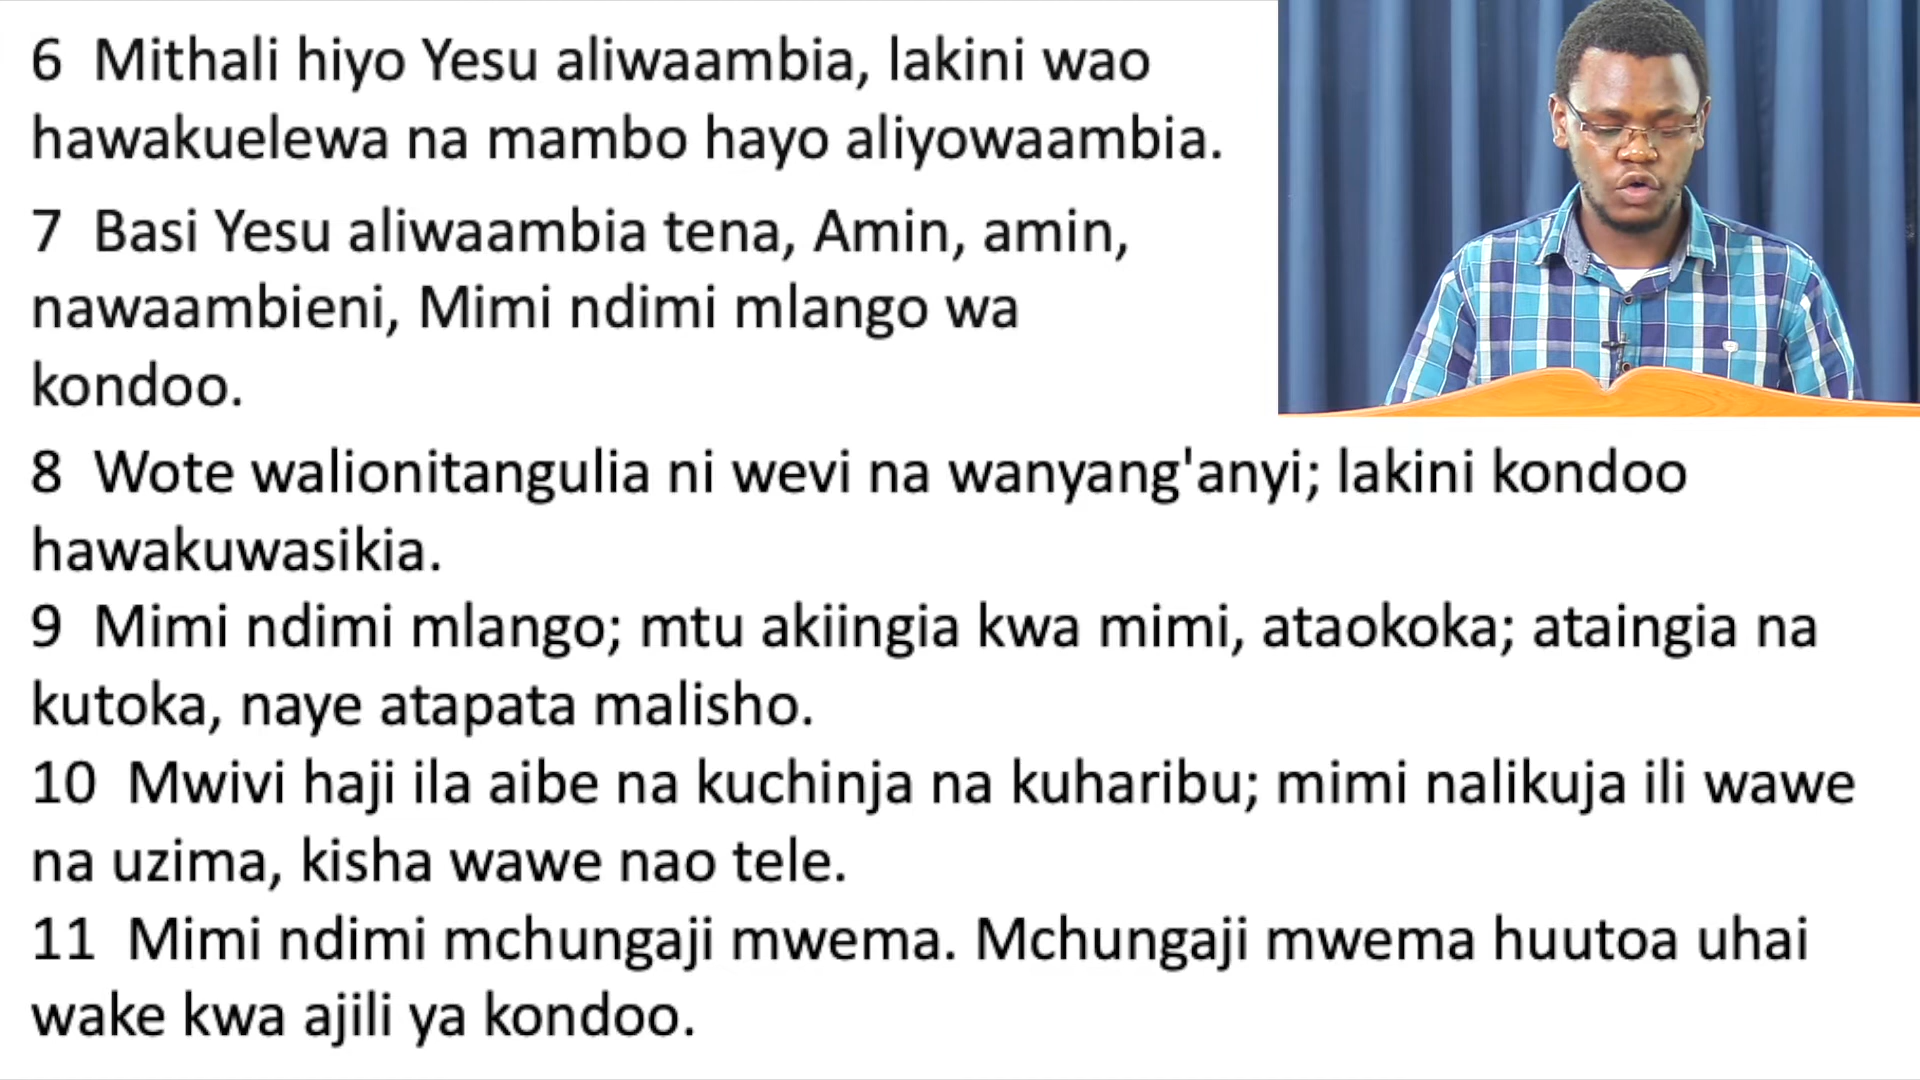 6 Mithali hiyo Yesu aliwaambia, lakini wao
hawakuelewa na mambo hayo aliyowaambia.
7 Basi Yesu aliwaambia tena, Amin, amin,
nawaambieni, Mimi ndimi mlango wa
kondoo.
8 Wote walionitangulia ni wevi na wanyang'anyi; lakini kondoo
hawakuwasikia.
9 Mimi ndimi mlango; mtu akiingia kwa mimi, ataokoka; ataingia na
kutoka, naye atapata malisho.
10 Mwivi haji ila aibe na kuchinja na kuharibu; mimi nalikuja ili wawe
na uzima, kisha wawe nao tele.
11 Mimi ndimi mchungaji mwema. Mchungaji mwema huutoa uhai
wake kwa ajili ya kondoo.